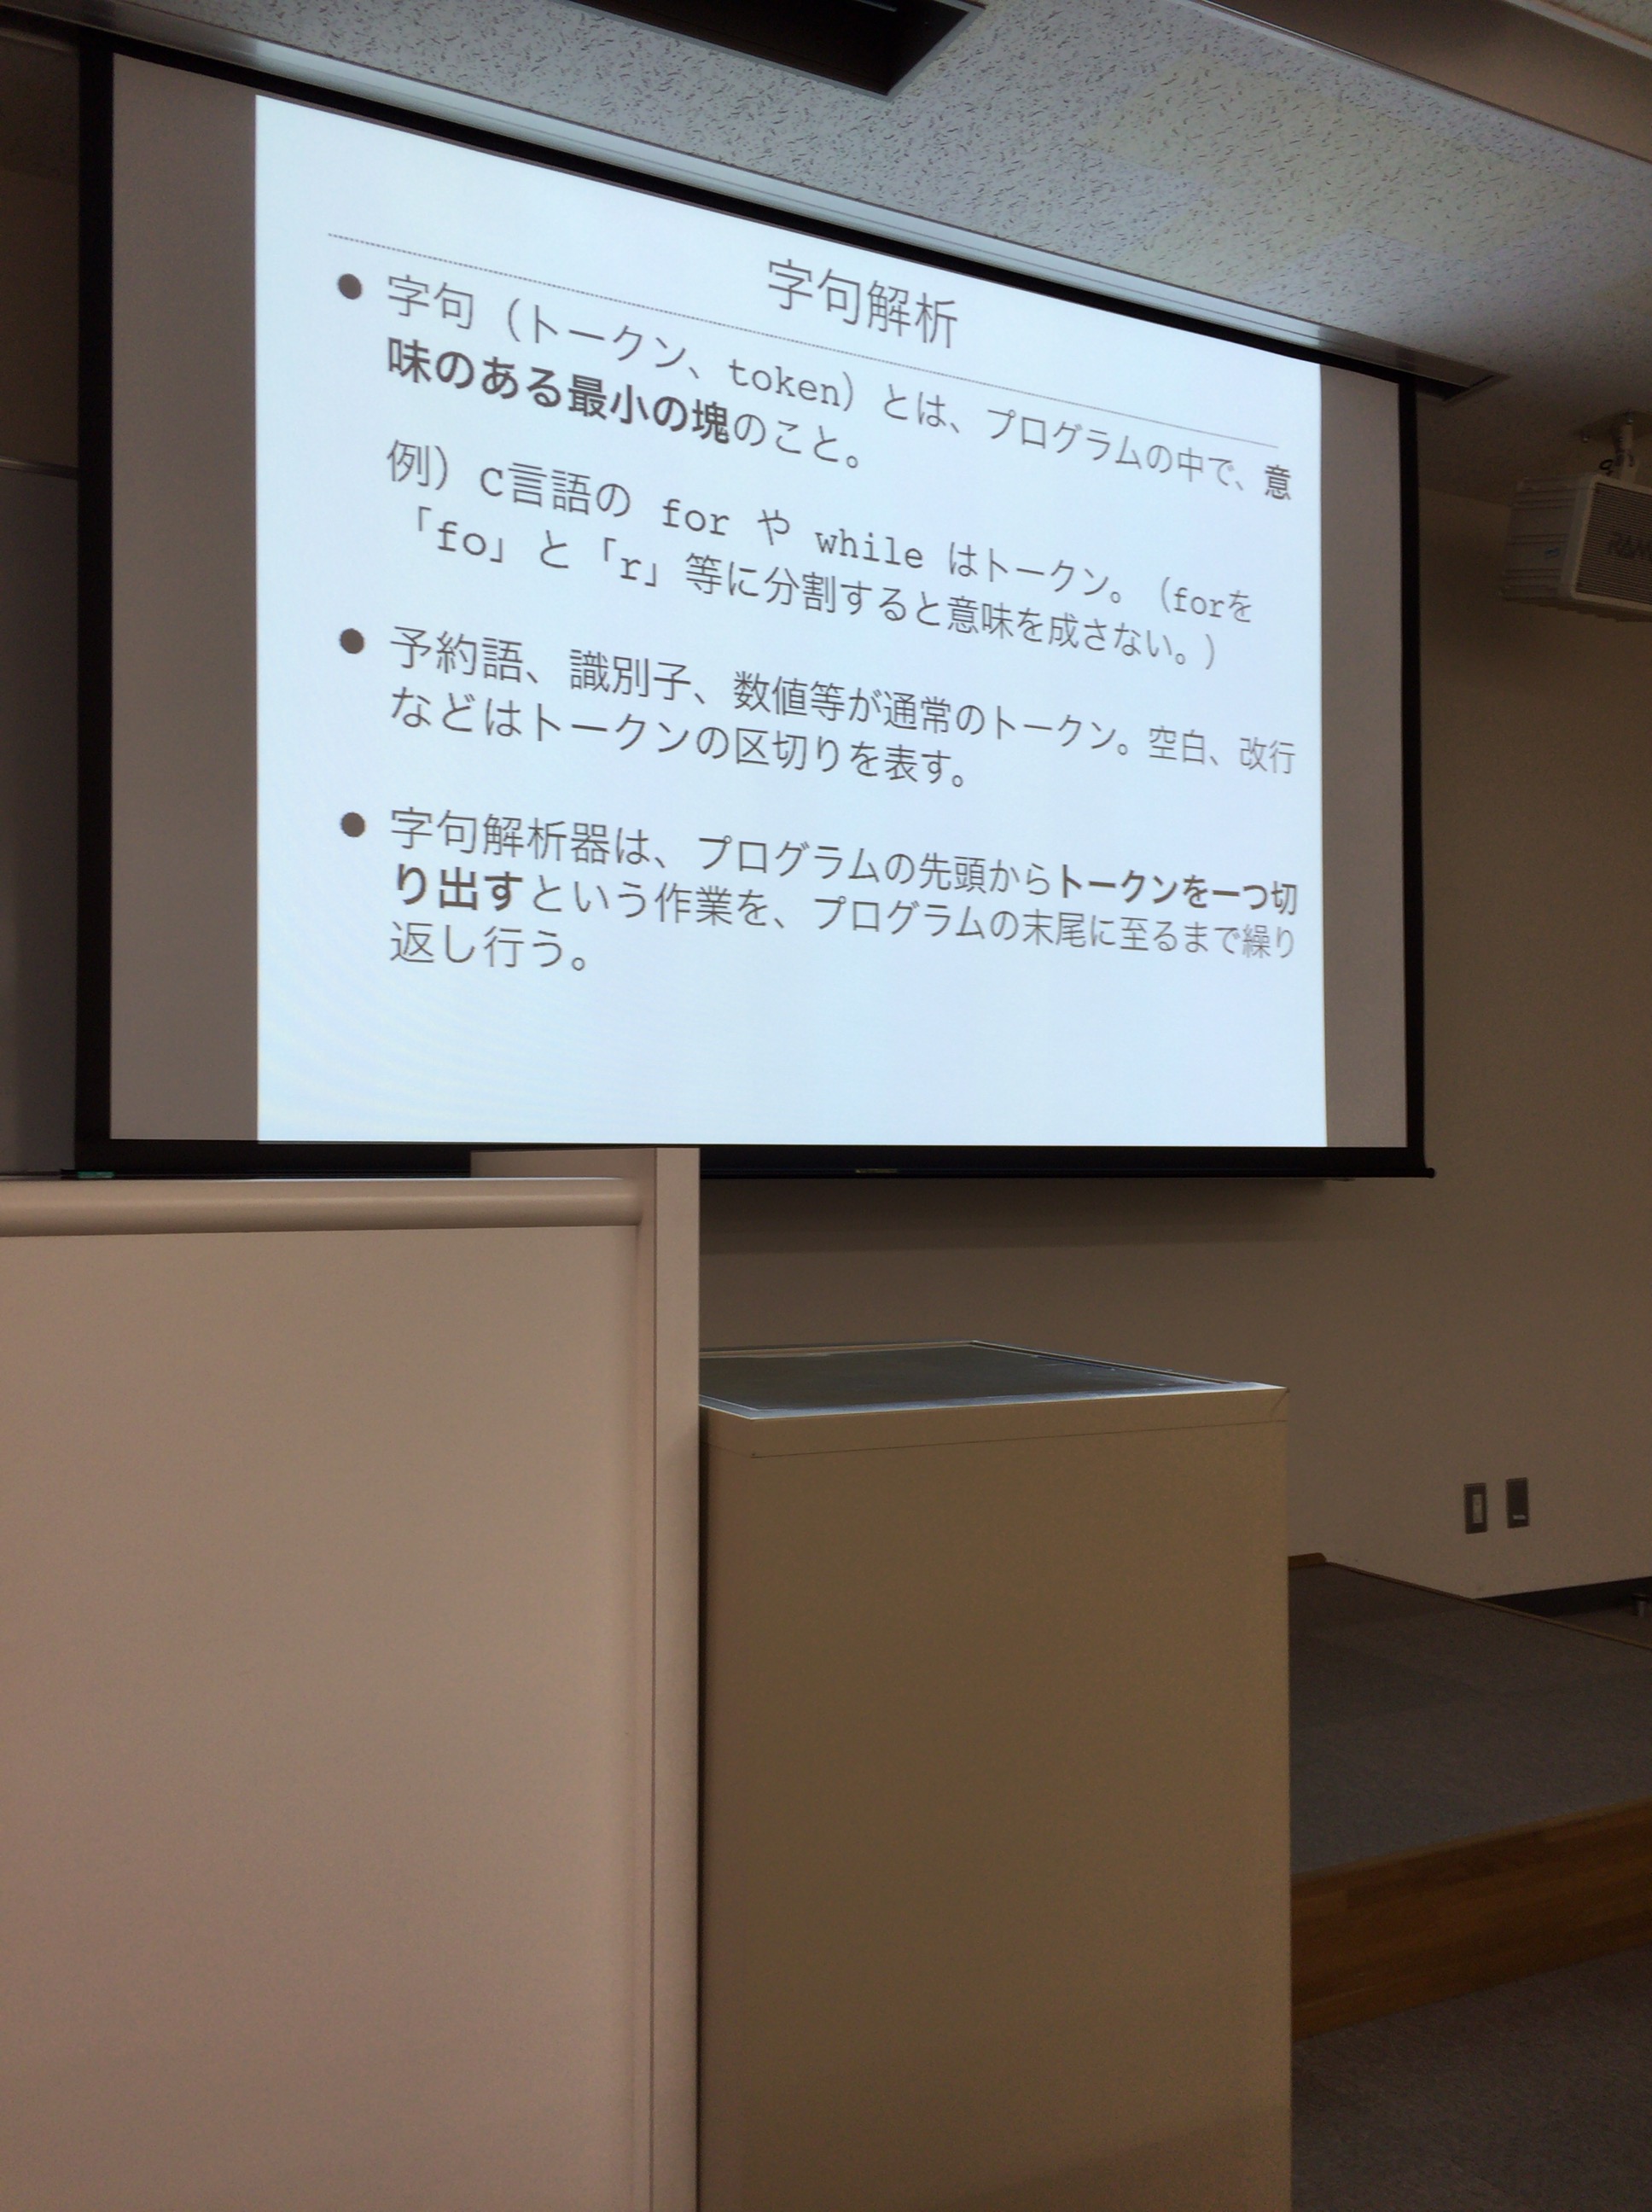 字句解析
● 字句（トークン、token）とは、プログラムの中で、意
味のある最小の塊のこと。
例）C言語の for や while はトークン。（forを
「fo」と「r」等に分割すると意味を成さない。）
● 予約語、識別子、数値等が通常のトークン。空白、改行
などはトークンの区切りを表す。
● 字句解析器は、プログラムの先頭からトークンを一つ切
り出すという作業を、プログラムの末尾に至るまで繰り
返し行う。